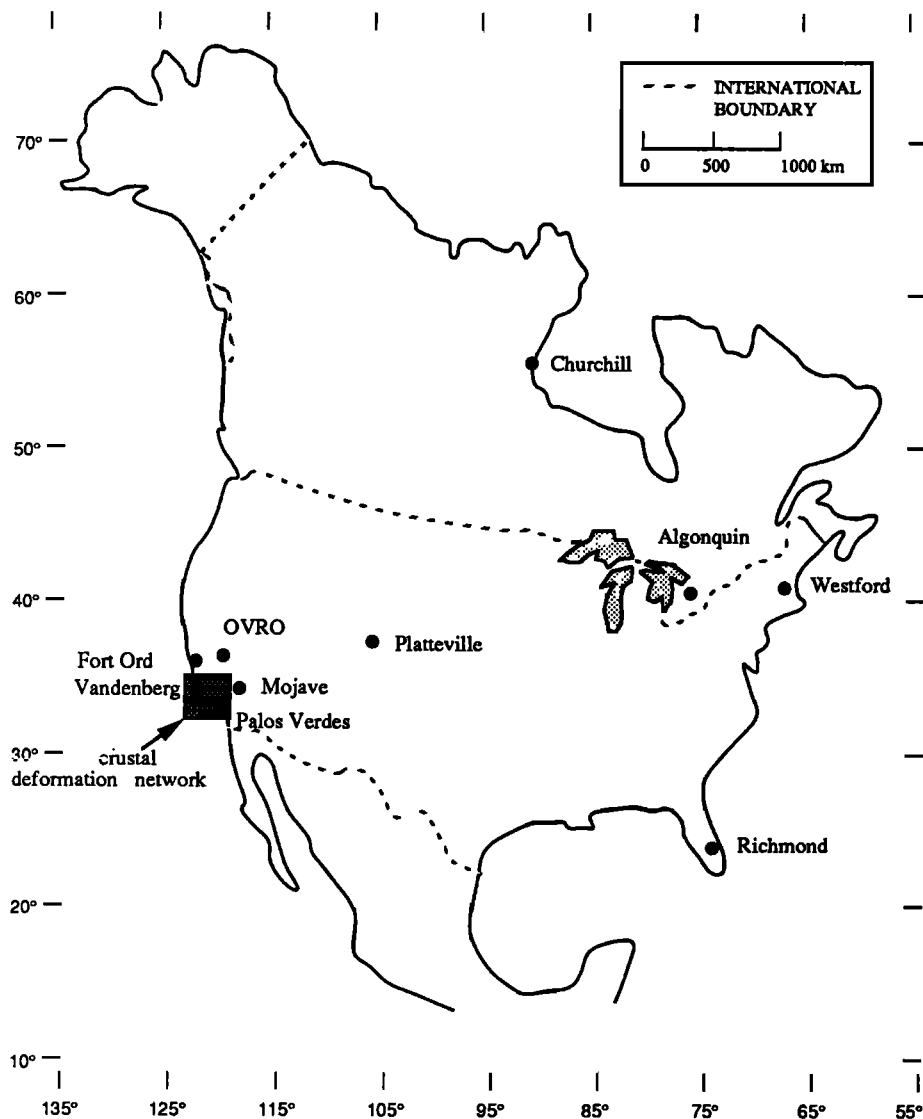 INTERNATIONAL
BOUNDARY
0 500 1000 km
70°
60°
Churchill
50°
Algonquin
40°
Westford
OVRO
Platteville
Fort Ord
Vandenberg
Mojave
Palos Verdes
30°
crustal
deformation network
Richmond
20°
10°
135° 125° 115° 105° 95° 85° 75° 65° 55°